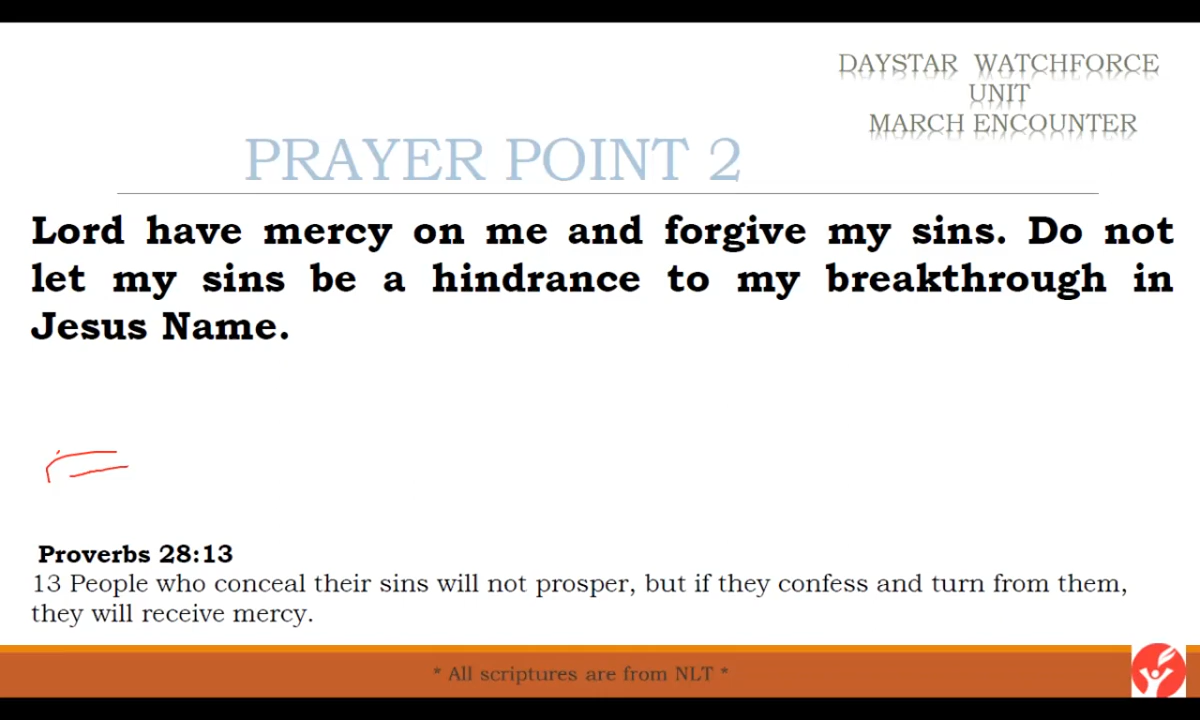 DAYSTAR WATCHFORCE
UNIT
MARCH ENCOUNTER
PRAYER POINT 2
Lord have mercy on me and forgive my sins. Do not
let my sins be a hindrance to my breakthrough in
Jesus Name.
Proverbs 28:13
13 People who conceal their sins will not prosper, but if they confess and turn from them,
they will receive mercy.
* All scriptures are from NLT *